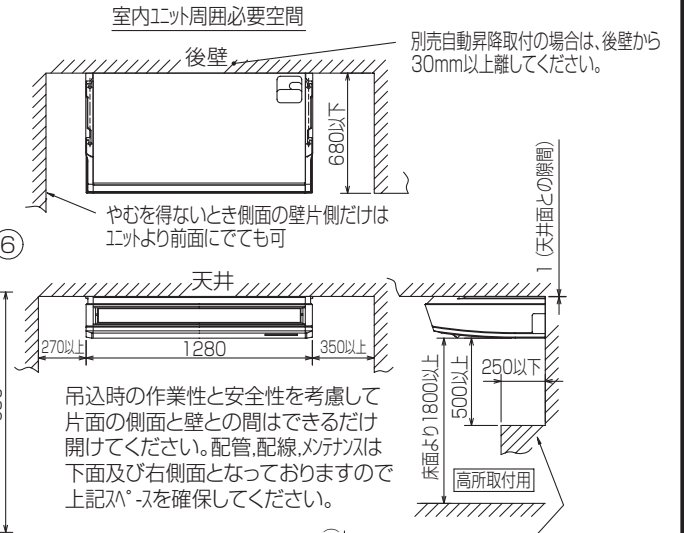 室内ユニット周囲必要空間
後壁
別売自動昇降取付の場合は、後壁から
30mm以上離してください。
680以下
やむを得ないとき側面の壁片側だけは
ユニットより前面にでても可
1（天井面との隙間）
⑥
天井
270以上
1280
350以上
床面より1800以上
500以上
250以下
吊込時の作業性と安全性を考慮して
片面の側面と壁との間はできるだけ
開けてください。配管,配線,メンテナンスは
下面及び右側面となっておりますので
上記スペースを確保してください。
高所取付用